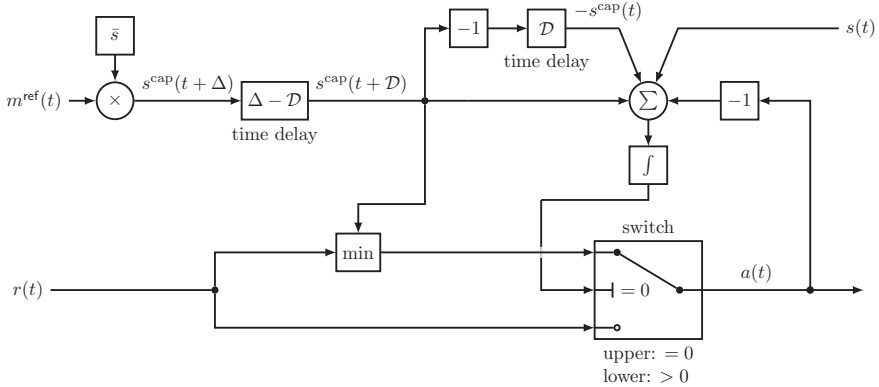 s̄
−1
𝒟
−s^cap(t)
s(t)
time delay
m^ref(t)
×
s^cap(t + Δ)
Δ − 𝒟
s^cap(t + 𝒟)
∑
−1
time delay
∫
switch
min
r(t)
= 0
a(t)
upper: = 0
lower: > 0